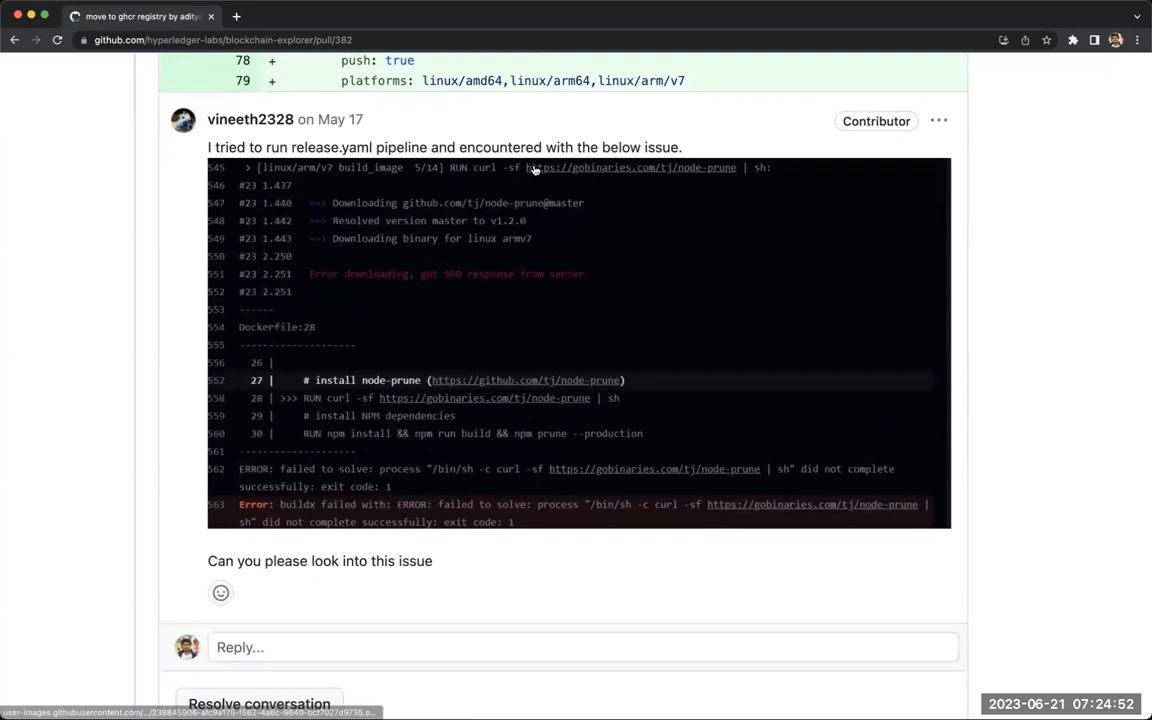 move to ghcr registry by aditya
github.com/hyperledger-labs/blockchain-explorer/pull/382
78 + push: true
79 + platforms: linux/amd64,linux/arm64,linux/arm/v7
vineeth2328 on May 17
Contributor
I tried to run release.yaml pipeline and encountered with the below issue.
545 > [linux/arm/v7 build_image 5/14] RUN curl -sf https://gobinaries.com/tj/node-prune | sh:
546 #23 1.437
547 #23 1.440 ==> Downloading github.com/tj/node-prune@master
548 #23 1.442 ==> Resolved version master to v1.2.0
549 #23 1.443 ==> Downloading binary for linux armv7
550 #23 2.250
551 #23 2.251 Error downloading, got 500 response from server
552 #23 2.251
553 ------
554 Dockerfile:28
555 --------------------
556 26 |
557 27 | # install node-prune (https://github.com/tj/node-prune)
558 28 | >>> RUN curl -sf https://gobinaries.com/tj/node-prune | sh
559 29 | # install NPM dependencies
560 30 | RUN npm install && npm run build && npm prune --production
561 --------------------
562 ERROR: failed to solve: process "/bin/sh -c curl -sf https://gobinaries.com/tj/node-prune | sh" did not complete
successfully: exit code: 1
563 Error: buildx failed with: ERROR: failed to solve: process "/bin/sh -c curl -sf https://gobinaries.com/tj/node-prune |
sh" did not complete successfully: exit code: 1
Can you please look into this issue
Reply...
Resolve conversation
2023-06-21 07:24:52